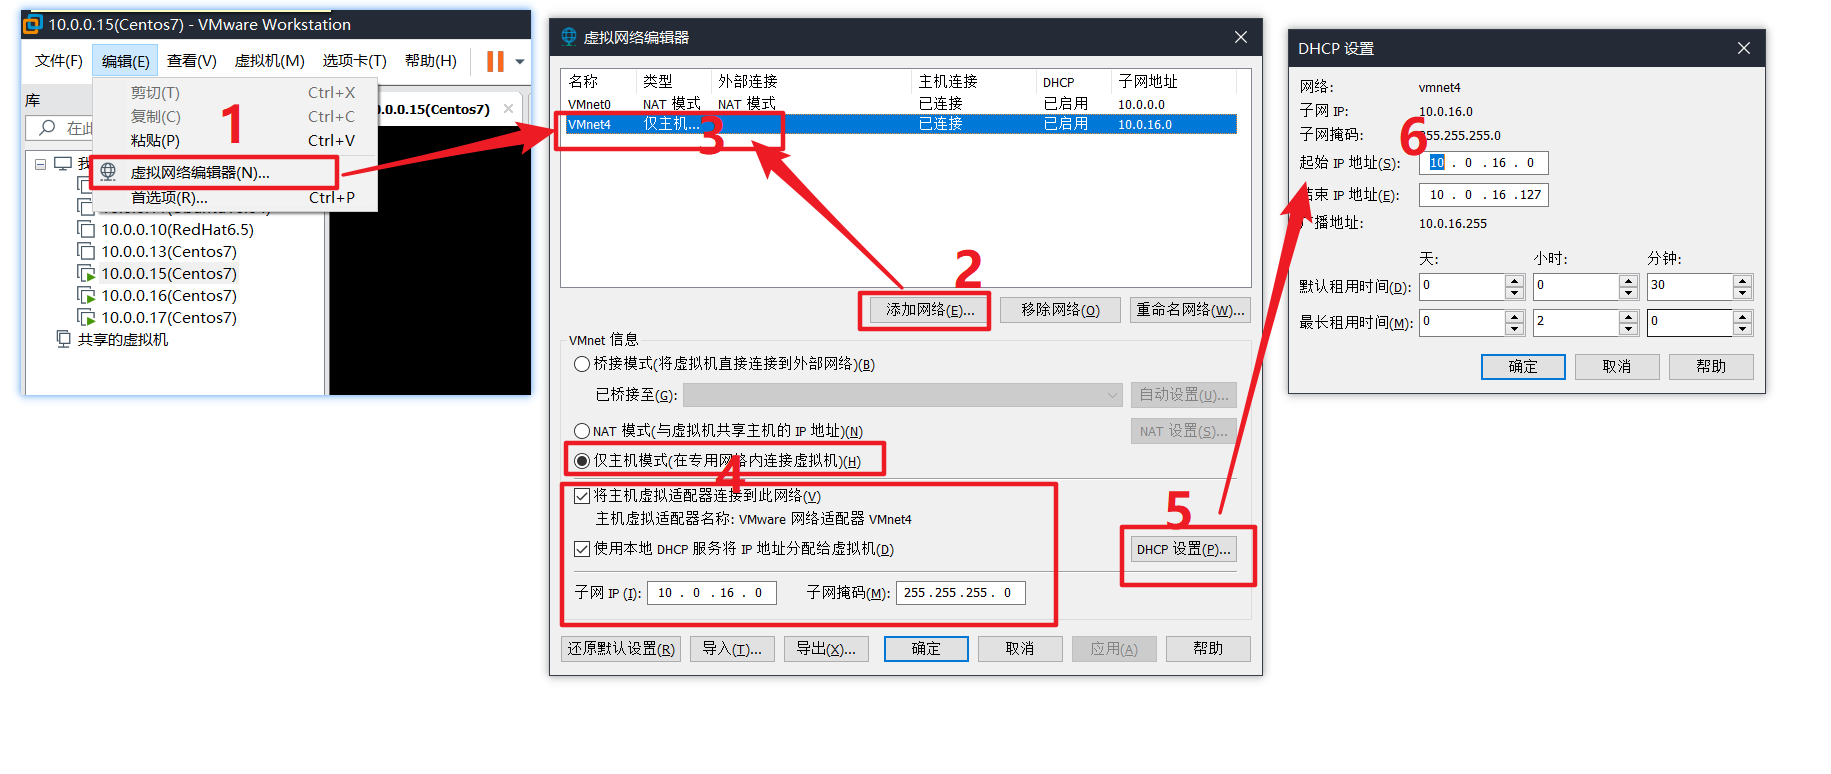 10.0.0.15(Centos7) - VMware Workstation
文件(F) 编辑(E) 查看(V) 虚拟机(M) 选项卡(T) 帮助(H)
库
剪切(T) Ctrl+X
复制(C) Ctrl+C
粘贴(P) Ctrl+V
虚拟网络编辑器(N)...
首选项(R)... Ctrl+P
1
.0.0.15(Centos7)
在此
我
10.0.0.10(RedHat6.5)
10.0.0.13(Centos7)
10.0.0.15(Centos7)
10.0.0.16(Centos7)
10.0.0.17(Centos7)
共享的虚拟机
虚拟网络编辑器
名称 类型 外部连接 主机连接 DHCP 子网地址
VMnet0 NAT 模式 NAT 模式 已连接 已启用 10.0.0.0
VMnet4 仅主机... 已连接 已启用 10.0.16.0
3
2
添加网络(E)... 移除网络(O) 重命名网络(W)...
VMnet 信息
桥接模式(将虚拟机直接连接到外部网络)(B)
已桥接至(G): 自动设置(U)...
NAT 模式(与虚拟机共享主机的 IP 地址)(N) NAT 设置(S)...
仅主机模式(在专用网络内连接虚拟机)(H)
4
将主机虚拟适配器连接到此网络(V)
主机虚拟适配器名称: VMware 网络适配器 VMnet4
5
使用本地 DHCP 服务将 IP 地址分配给虚拟机(D) DHCP 设置(P)...
子网 IP (I): 10 . 0 . 16 . 0 子网掩码(M): 255.255.255. 0
还原默认设置(R) 导入(T)... 导出(X)... 确定 取消 应用(A) 帮助
DHCP 设置
网络: vmnet4
子网 IP: 10.0.16.0
子网掩码: 255.255.255.0
6
起始 IP 地址(S): 10 . 0 . 16 . 0
结束 IP 地址(E): 10 . 0 . 16 .127
广播地址: 10.0.16.255
天: 小时: 分钟:
默认租用时间(D): 0 0 30
最长租用时间(M): 0 2 0
确定 取消 帮助